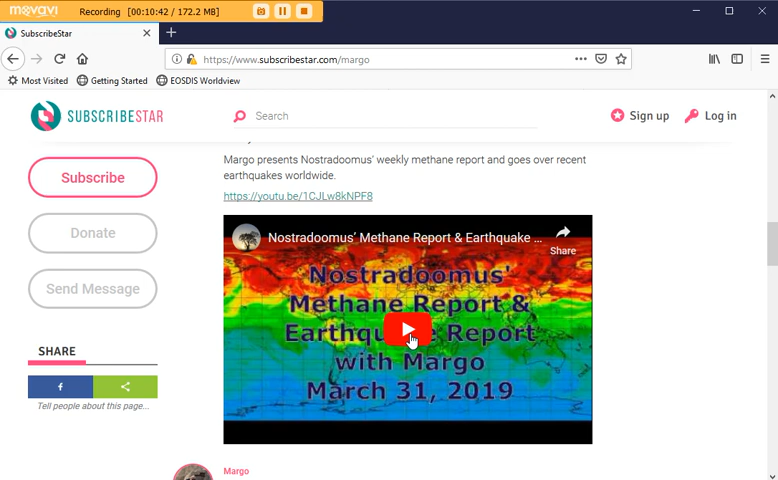 movavi
Recording [00:10:42 / 172.2 MB]
SubscribeStar
https://www.subscribestar.com/margo
Most Visited Getting Started EOSDIS Worldview
SUBSCRIBESTAR Search Sign up Log in
Subscribe
Donate
Send Message
SHARE
Tell people about this page...
Margo presents Nostradoomus' weekly methane report and goes over recent
earthquakes worldwide.
https://youtu.be/1CJLw8kNPF8
Nostradoomus' Methane Report & Earthquake ...
Share
Nostradoomus'
Methane Report &
Earthquake Report
with Margo
March 31, 2019
Margo